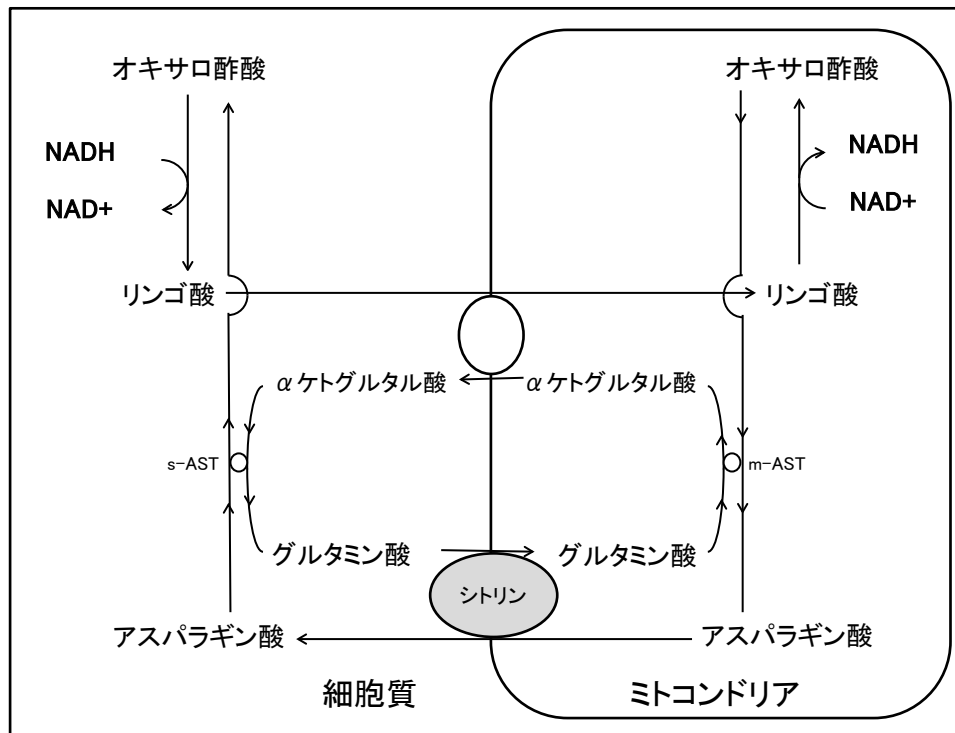 オキサロ酢酸
オキサロ酢酸
NADH
NADH
NAD+
NAD+
リンゴ酸
リンゴ酸
αケトグルタル酸
αケトグルタル酸
s-AST
m-AST
グルタミン酸
グルタミン酸
シトリン
アスパラギン酸
アスパラギン酸
細胞質
ミトコンドリア